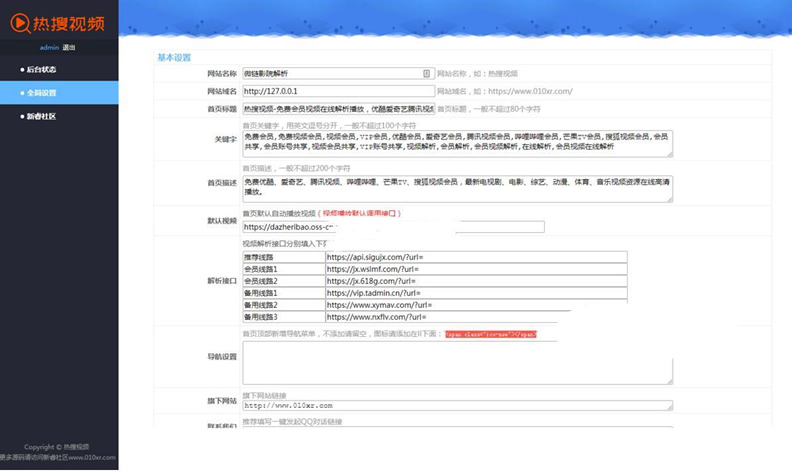 热搜视频
admin 退出
后台状态
全局设置
新睿社区
基本设置
网站名称 微链影院解析 网站名称，如：热搜视频
网站域名 http://127.0.0.1 网站域名，如：https://www.010xr.com/
首页标题 热搜视频-免费会员视频在线解析播放，优酷爱奇艺腾讯视频 首页标题，一般不超过80个字符
首页关键字，用英文逗号分开，一般不超过100个字符
关键字 免费会员,免费视频会员,视频会员,VIP会员,优酷会员,爱奇艺会员,腾讯视频会员,哔哩哔哩会员,芒果TV会员,搜狐视频会员,会员
共享,会员账号共享,视频会员共享,VIP账号共享,视频解析,会员解析,会员视频解析,在线解析,会员视频在线解析
首页描述，一般不超过200个字符
首页描述 免费优酷、爱奇艺、腾讯视频、哔哩哔哩、芒果TV、搜狐视频会员，最新电视剧、电影、综艺、动漫、体育、音乐视频资源在线高清
播放。
首页默认自动播放视频（视频播放默认调用接口）
默认视频 https://dazheribao.oss-c
视频解析接口分别填入下
解析接口
推荐线路 https://api.sigujx.com/?url=
会员线路1 https://jx.wslmf.com/?url=
会员线路2 https://jx.618g.com/?url=
备用线路1 https://vip.tadmin.cn/?url=
备用线路2 https://www.xymav.com/?url=
备用线路3 https://www.nxflv.com/?url=
首页顶部新增导航菜单，不添加请留空，图标请添加在li下面：
导航设置
旗下网站链接
旗下网站 http://www.010xr.com
推荐填写一键发起QQ对话链接
联系我们
Copyright © 热搜视频
更多源码请访问新睿社区www.010xr.com